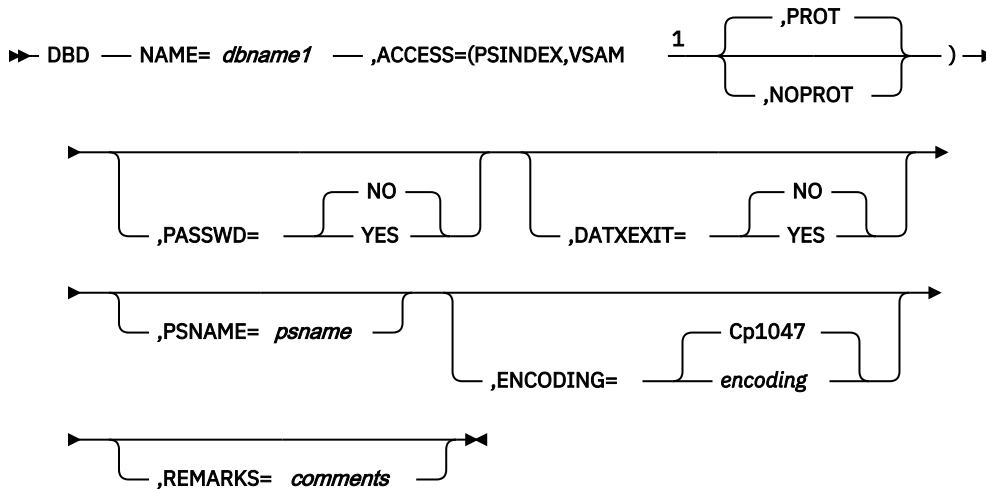 ,PROT
DBD NAME= dbname1 ,ACCESS=(PSINDEX,VSAM 1 )
,NOPROT
NO NO
,PASSWD= YES ,DATXEXIT= YES
,PSNAME= psname Cp1047
,ENCODING= encoding
,REMARKS= comments